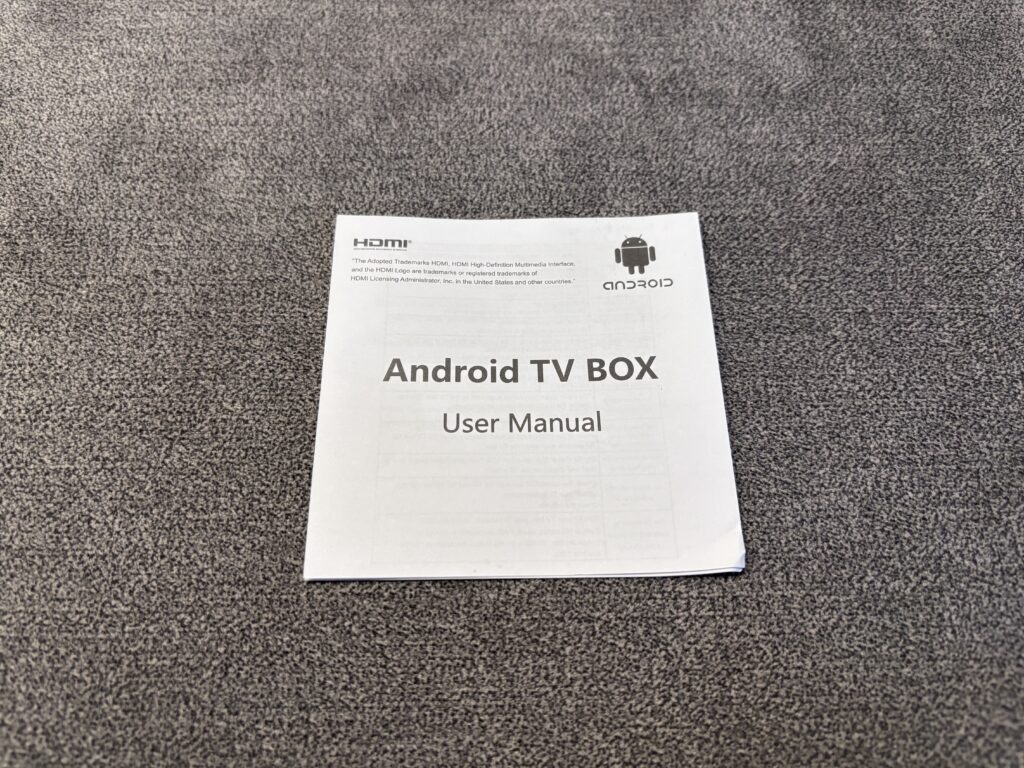 HDMI®
"The Adopted Trademarks HDMI, HDMI High-Definition Multimedia Interface,
and the HDMI Logo are trademarks or registered trademarks of
HDMI Licensing Administrator, Inc. in the United States and other countries."
ANDROID
Android TV BOX
User Manual